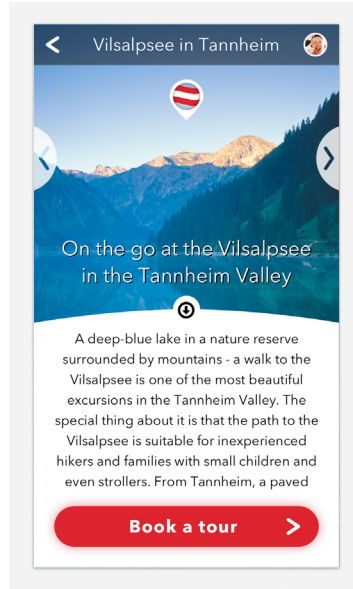 Vilsalpsee in Tannheim
On the go at the Vilsalpsee
in the Tannheim Valley
A deep-blue lake in a nature reserve
surrounded by mountains - a walk to the
Vilsalpsee is one of the most beautiful
excursions in the Tannheim Valley. The
special thing about it is that the path to the
Vilsalpsee is suitable for inexperienced
hikers and families with small children and
even strollers. From Tannheim, a paved
Book a tour